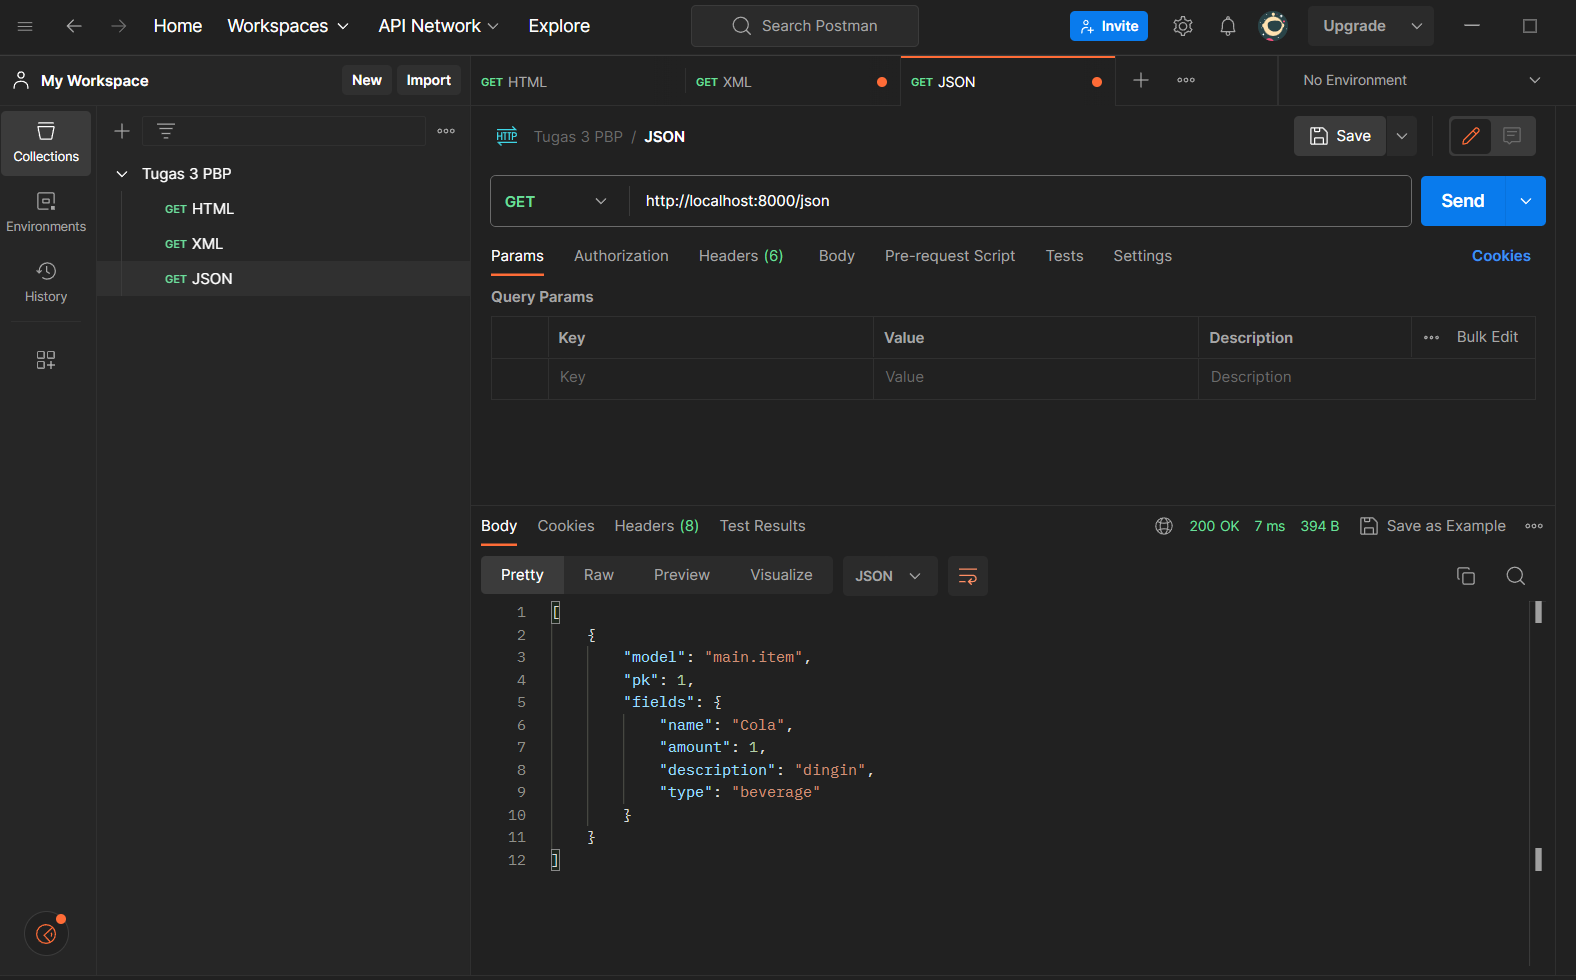 Home Workspaces API Network Explore Search Postman Invite Upgrade
My Workspace New Import GET HTML GET XML GET JSON No Environment
Collections
Environments
History
Tugas 3 PBP
GET HTML
GET XML
GET JSON
HTTP Tugas 3 PBP / JSON Save
GET http://localhost:8000/json Send
Params Authorization Headers (6) Body Pre-request Script Tests Settings Cookies
Query Params
Key Value Description Bulk Edit
Key Value Description
Body Cookies Headers (8) Test Results 200 OK 7 ms 394 B Save as Example
Pretty Raw Preview Visualize JSON
1 [
2 {
3 "model": "main.item",
4 "pk": 1,
5 "fields": {
6 "name": "Cola",
7 "amount": 1,
8 "description": "dingin",
9 "type": "beverage"
10 }
11 }
12 ]